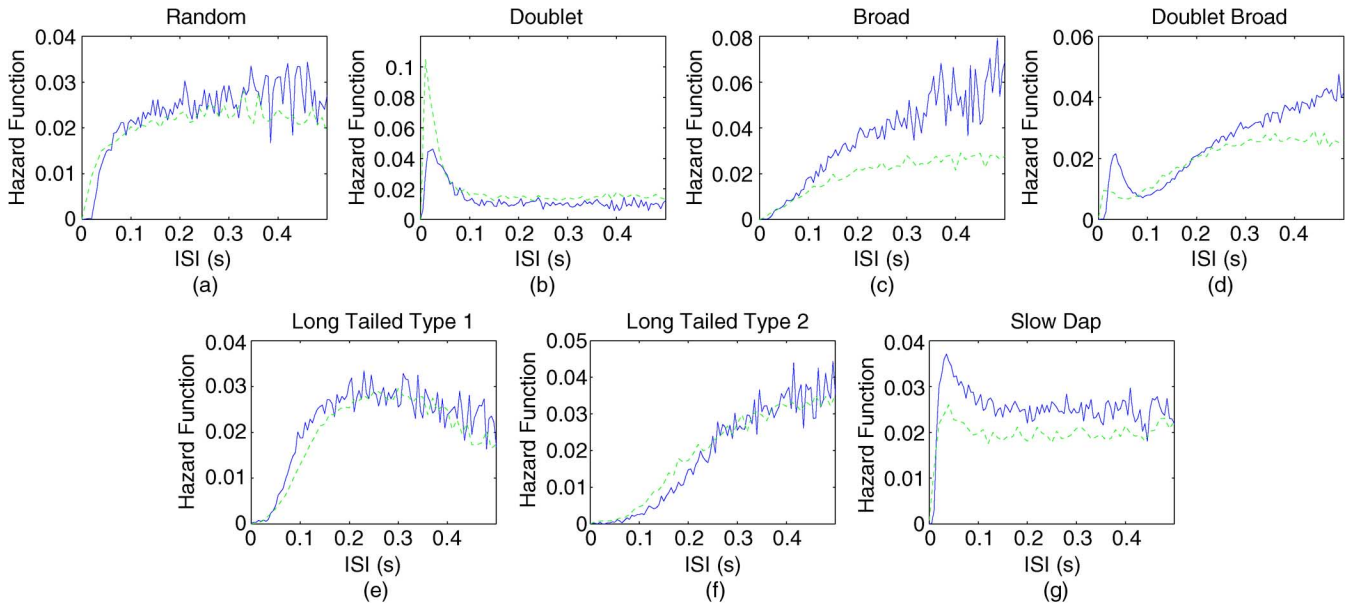 Random
Hazard Function
0.04
0.03
0.02
0.01
0
0 0.1 0.2 0.3 0.4
ISI (s)
(a)
Doublet
Hazard Function
0.1
0.08
0.06
0.04
0.02
0
0 0.1 0.2 0.3 0.4
ISI (s)
(b)
Broad
Hazard Function
0.08
0.06
0.04
0.02
0
0 0.1 0.2 0.3 0.4
ISI (s)
(c)
Doublet Broad
Hazard Function
0.06
0.04
0.02
0
0 0.1 0.2 0.3 0.4
ISI (s)
(d)
Long Tailed Type 1
Hazard Function
0.04
0.03
0.02
0.01
0
0 0.1 0.2 0.3 0.4
ISI (s)
(e)
Long Tailed Type 2
Hazard Function
0.05
0.04
0.03
0.02
0.01
0
0 0.1 0.2 0.3 0.4
ISI (s)
(f)
Slow Dap
Hazard Function
0.04
0.03
0.02
0.01
0
0 0.1 0.2 0.3 0.4
ISI (s)
(g)